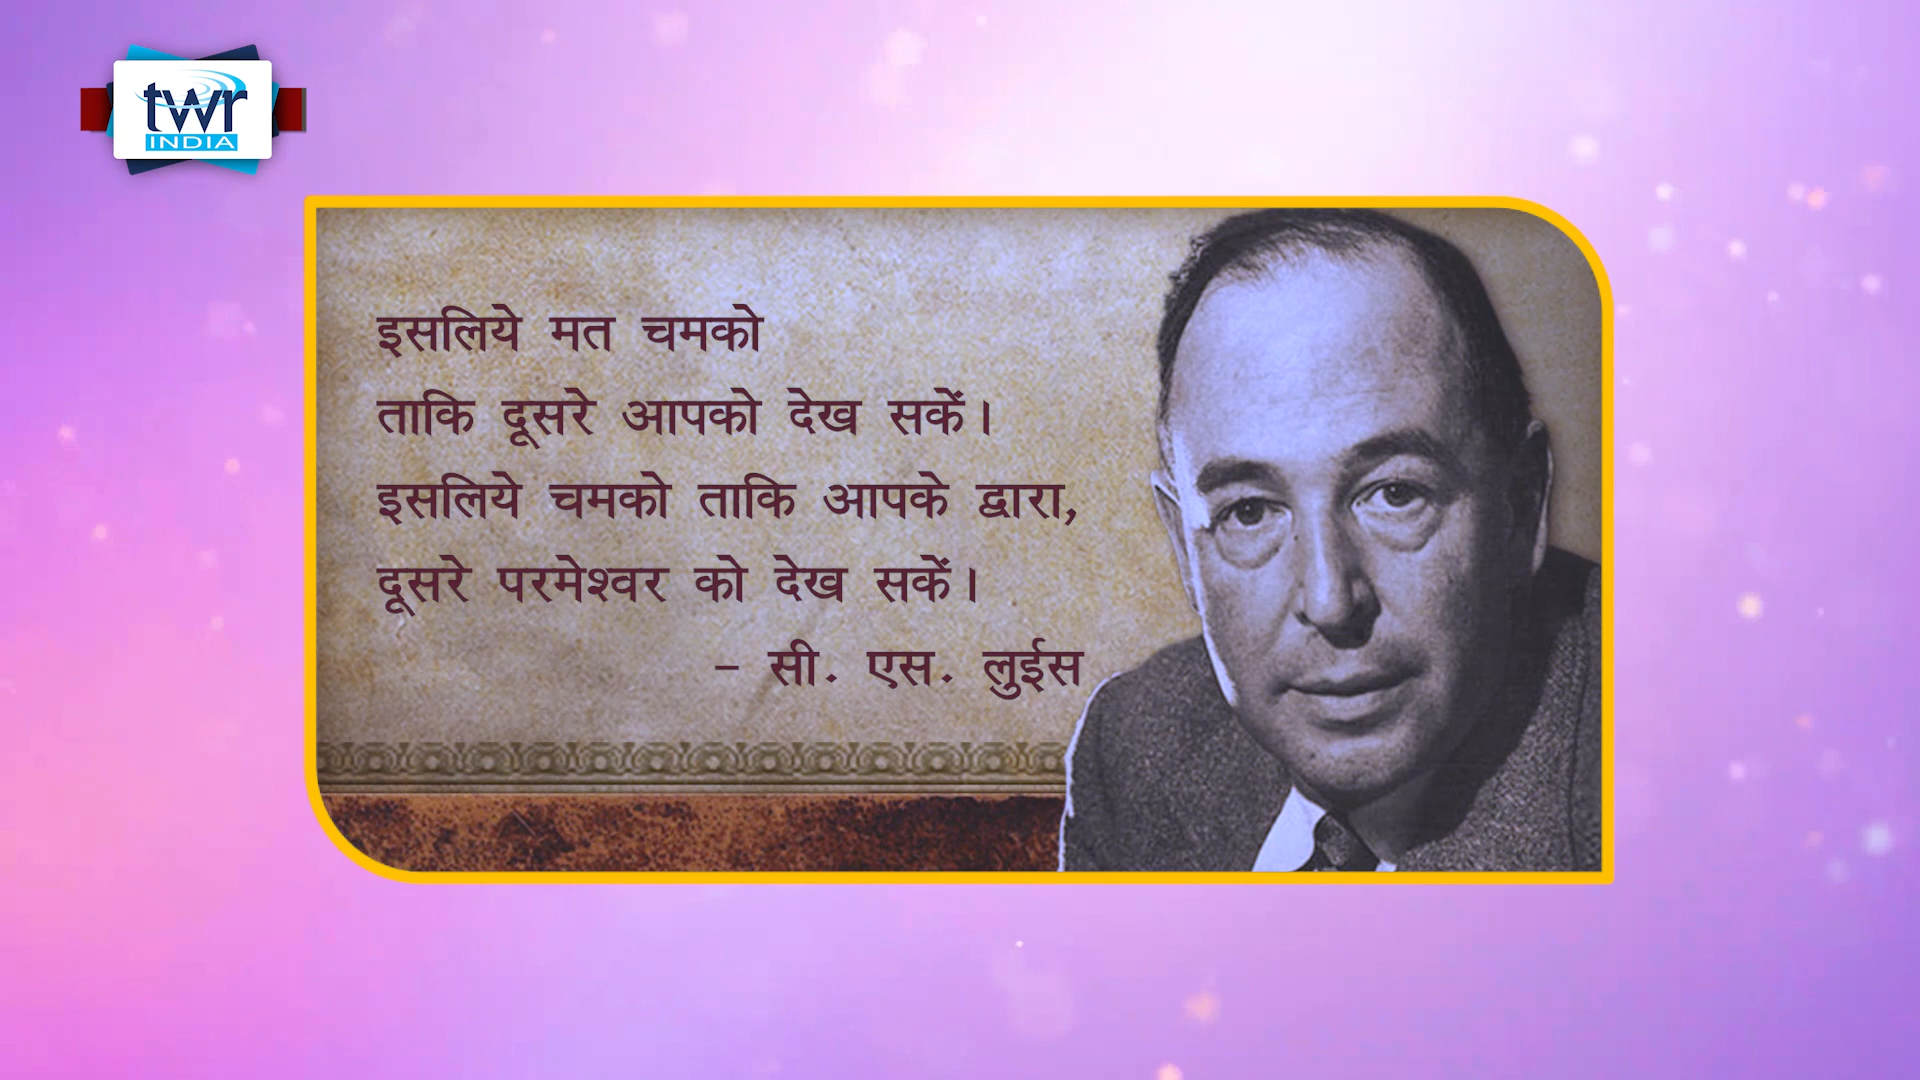 twr
INDIA
इसलिये मत चमको
ताकि दूसरे आपको देख सकें।
इसलिये चमको ताकि आपके द्वारा,
दूसरे परमेश्वर को देख सकें।
- सी. एस. लुईस